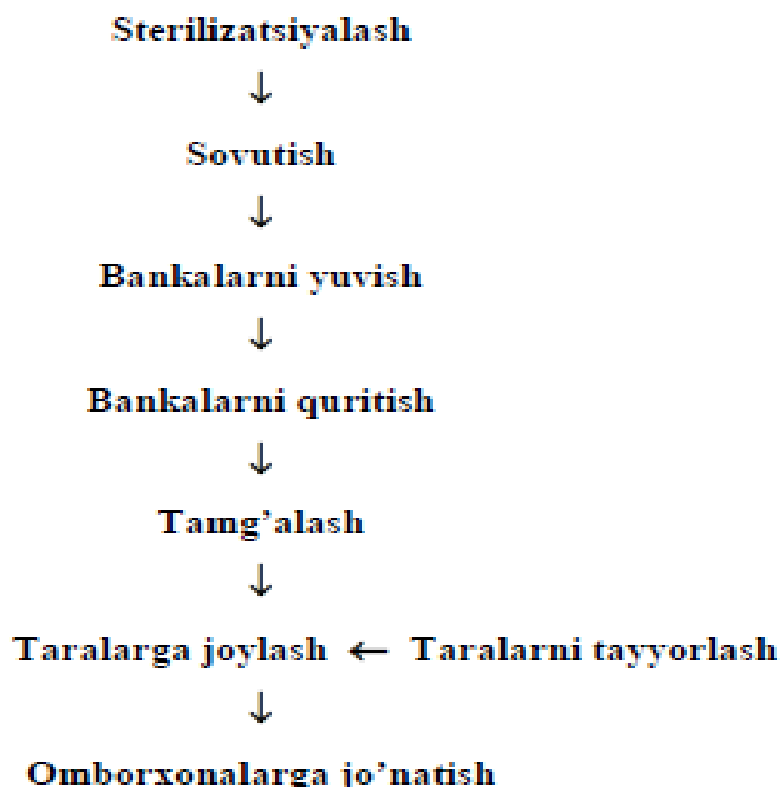 Sterilizatsiyalash
↓
Sovutish
↓
Bankalarni yuvish
↓
Bankalarni quritish
↓
Tamg’alash
↓
Taralarga joylash ← Taralarni tayyorlash
↓
Omborxonalarga jo’natish